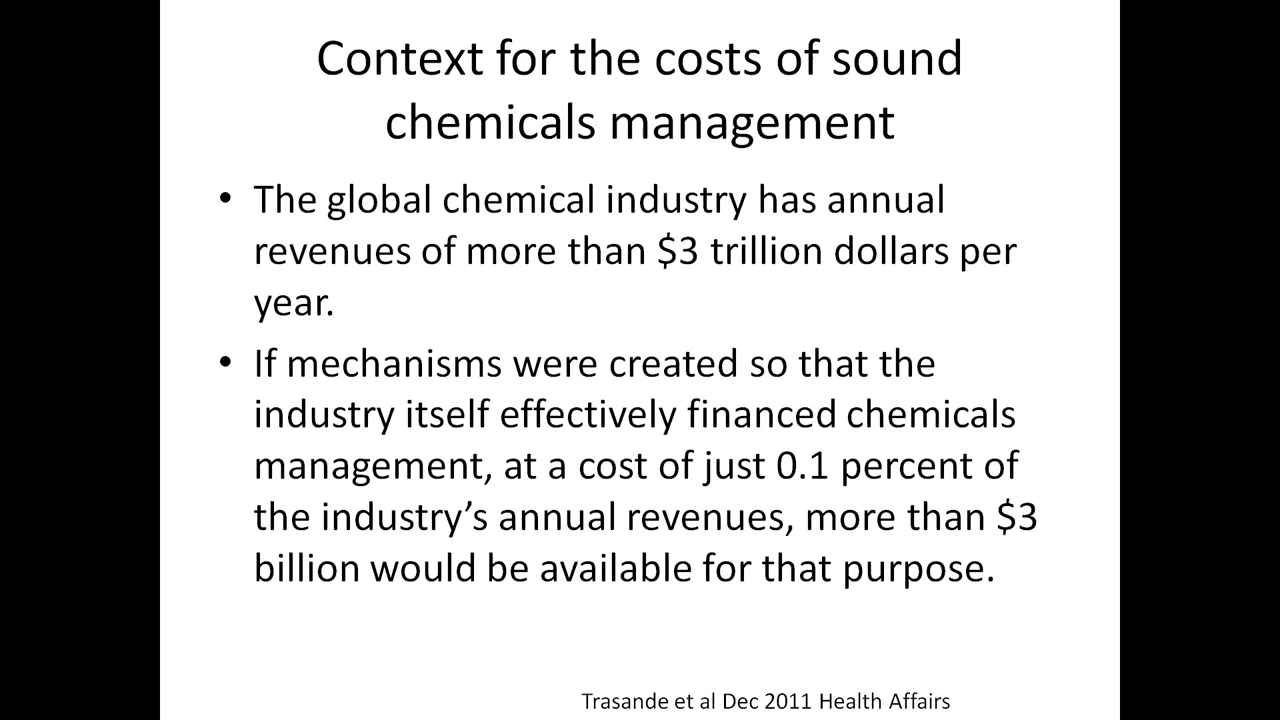 Context for the costs of sound
chemicals management
• The global chemical industry has annual
revenues of more than $3 trillion dollars per
year.
• If mechanisms were created so that the
industry itself effectively financed chemicals
management, at a cost of just 0.1 percent of
the industry’s annual revenues, more than $3
billion would be available for that purpose.
Trasande et al Dec 2011 Health Affairs